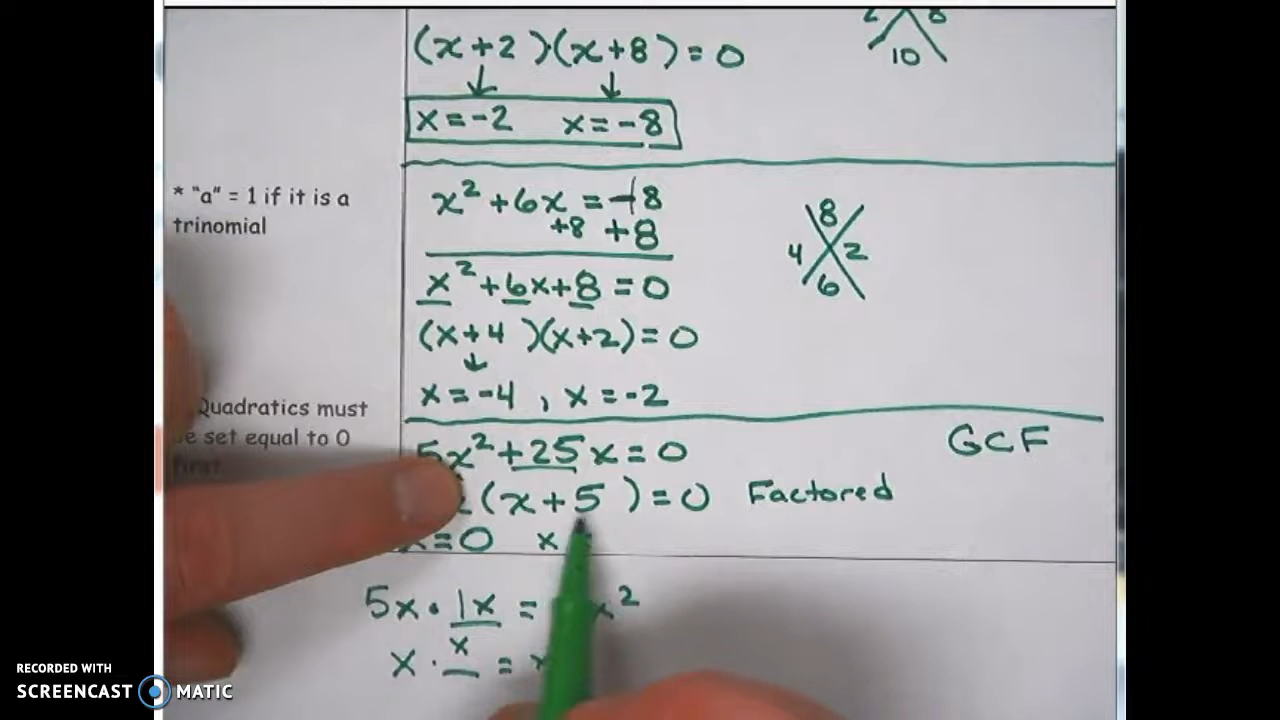 2 8
10
(x+2)(x+8)=0
x=-2 x=-8
* "a" = 1 if it is a
trinomial
x²+6x=-8
+8 +8
x²+6x+8=0
(x+4)(x+2)=0
x=-4, x=-2
8
4 2
6
Quadratics must
be set equal to 0
first.
5x²+25x=0
GCF
(x+5)=0 Factored
x=0 x
5x·1x=
x²
x·x=
RECORDED WITH
SCREENCAST MATIC